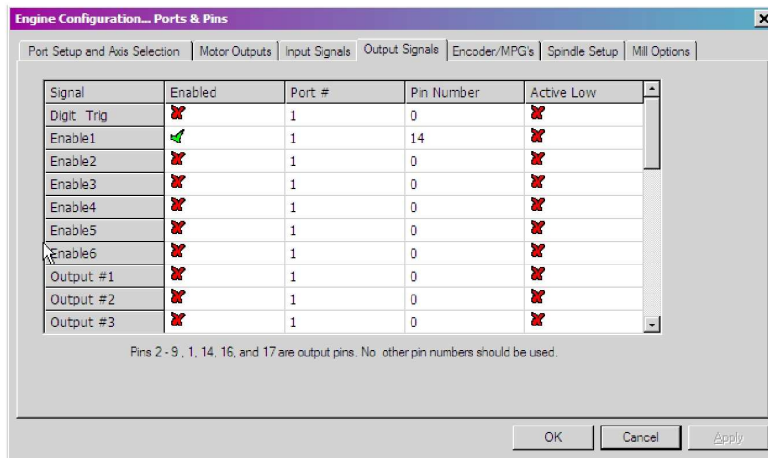 Engine Configuration... Ports & Pins
Port Setup and Axis Selection Motor Outputs Input Signals Output Signals Encoder/MPG's Spindle Setup Mill Options
Signal Enabled Port # Pin Number Active Low
Digit Trig 1 0
Enable1 1 14
Enable2 1 0
Enable3 1 0
Enable4 1 0
Enable5 1 0
Enable6 1 0
Output #1 1 0
Output #2 1 0
Output #3 1 0
Pins 2 - 9 , 1, 14, 16, and 17 are output pins. No other pin numbers should be used.
OK Cancel Apply